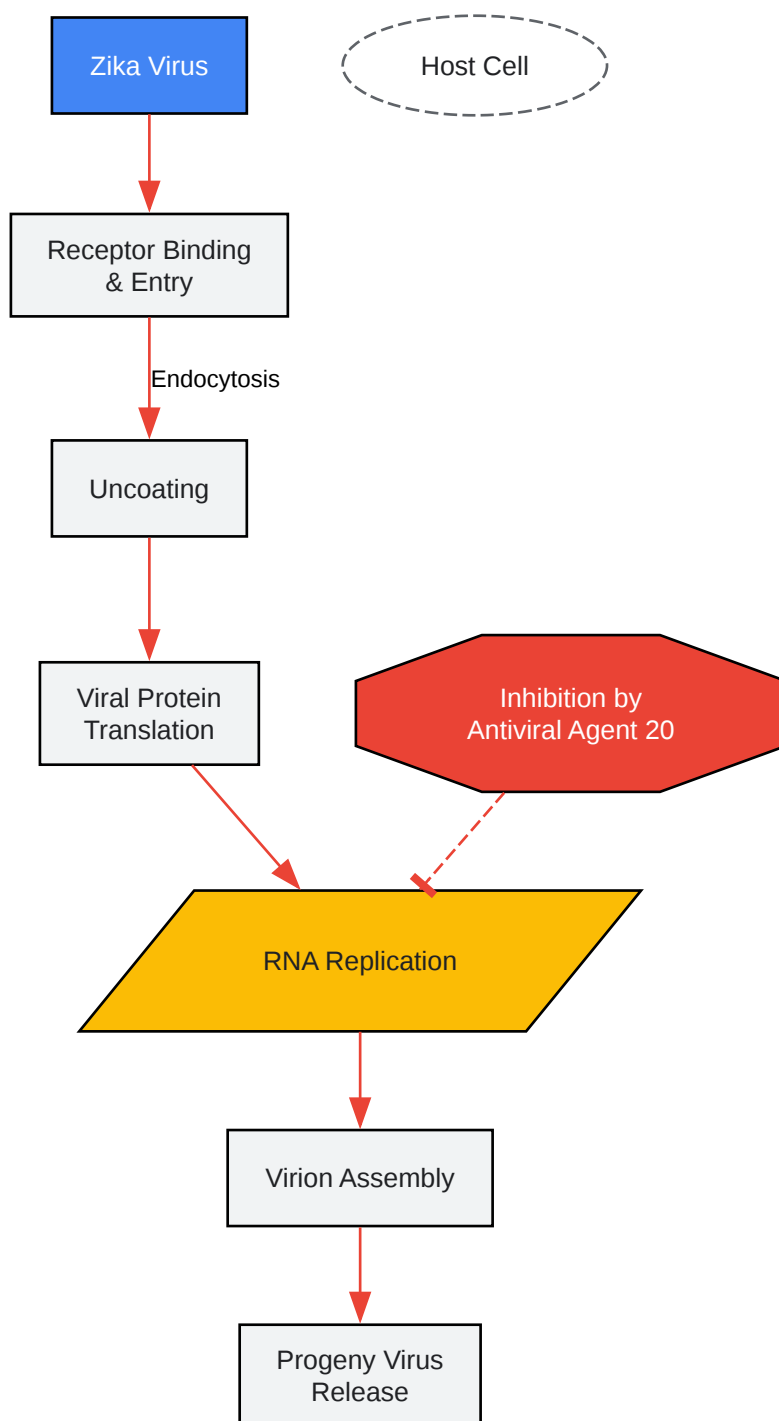 Zika Virus
Host Cell
Receptor Binding
& Entry
Endocytosis
Uncoating
Viral Protein
Translation
Inhibition by
Antiviral Agent 20
RNA Replication
Virion Assembly
Progeny Virus
Release